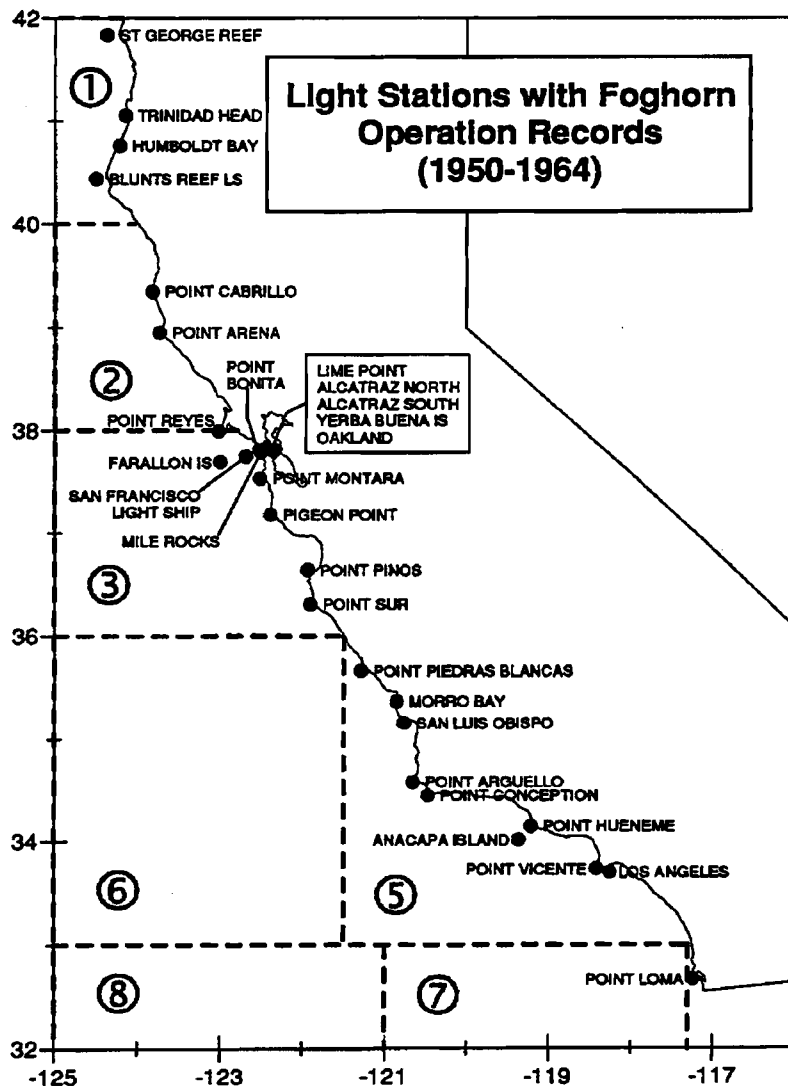 42
ST GEORGE REEF
①
Light Stations with Foghorn
Operation Records
(1950-1964)
TRINIDAD HEAD
HUMBOLDT BAY
BLUNTS REEF LS
40
POINT CABRILLO
POINT ARENA
②
POINT
BONITA
LIME POINT
ALCATRAZ NORTH
ALCATRAZ SOUTH
YERBA BUENA IS
OAKLAND
POINT REYES
38
FARALLON IS
POINT MONTARA
SAN FRANCISCO
LIGHT SHIP
PIGEON POINT
MILE ROCKS
③
POINT PINOS
POINT SUR
36
POINT PIEDRAS BLANCAS
MORRO BAY
SAN LUIS OBISPO
POINT ARGUELLO
POINT CONCEPTION
POINT HUENEME
34
ANACAPA ISLAND
POINT VICENTE
LOS ANGELES
⑥
⑤
POINT LOMA
⑧
⑦
32
-125
-123
-121
-119
-117